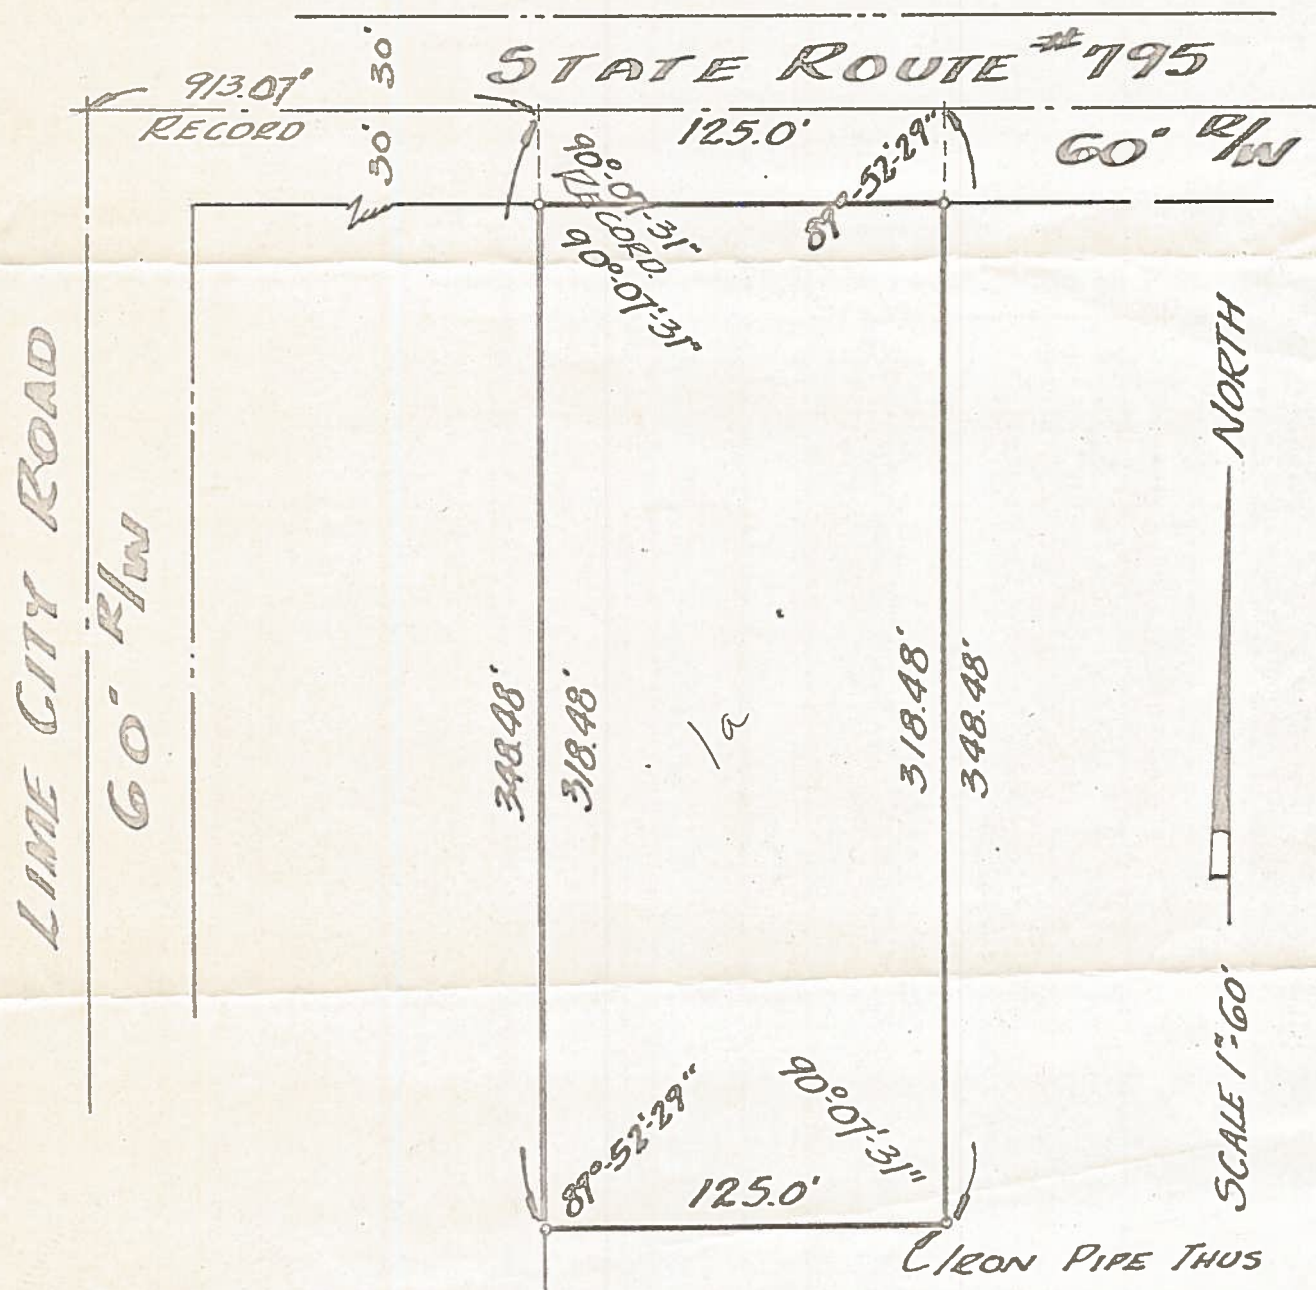 STATE ROUTE #795
913.07'
RECORD
30'
30'
125.0'
60' R/W
90°-07'-31"
RECORD.
90°-07'-31"
89°-52'-29"
LIME CITY ROAD
60' R/W
NORTH
348.48'
318.48'
1a
318.48'
348.48'
89°-52'-29"
90°-07'-31"
125.0'
SCALE 1"=60'
IRON PIPE THUS